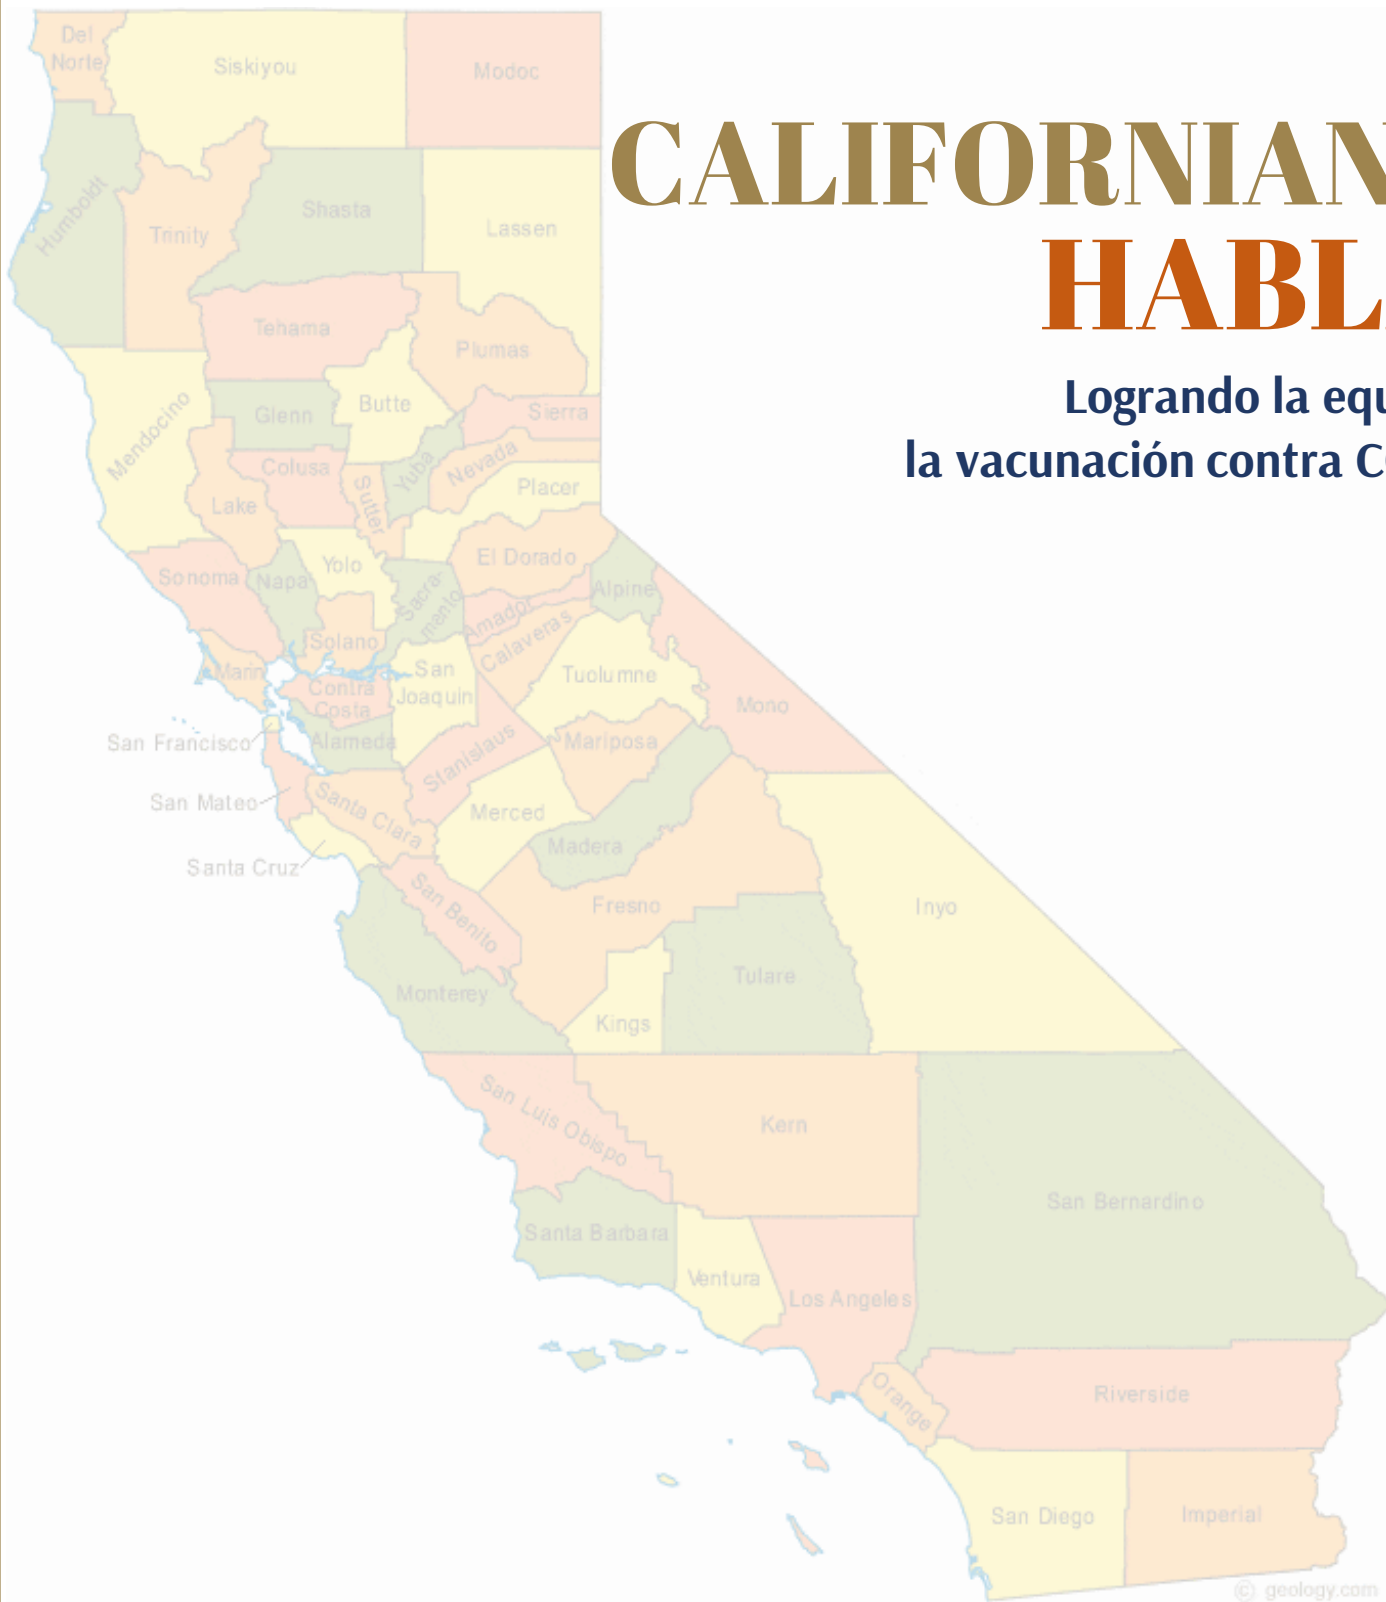 CALIFORNIAN
HABL
Logrando la equ
la vacunación contra C
Del
Norte
Siskiyou
Modoc
Humboldt
Trinity
Shasta
Lassen
Tehama
Plumas
Mendocino
Glenn
Butte
Sierra
Colusa
Lake
Sutter
Yuba
Nevada
Placer
Sonoma
Napa
Yolo
Sacra-
mento
El Dorado
Alpine
Amador
Calaveras
Solano
Marin
Contra
Costa
San
Joaquin
Tuolumne
Mono
San Francisco
Alameda
Stanislaus
Mariposa
San Mateo
Santa Clara
Merced
Santa Cruz
Madera
San Benito
Fresno
Inyo
Monterey
Kings
Tulare
San Luis Obispo
Kern
San Bernardino
Santa Barbara
Ventura
Los Angeles
Orange
Riverside
San Diego
Imperial
© geology.com